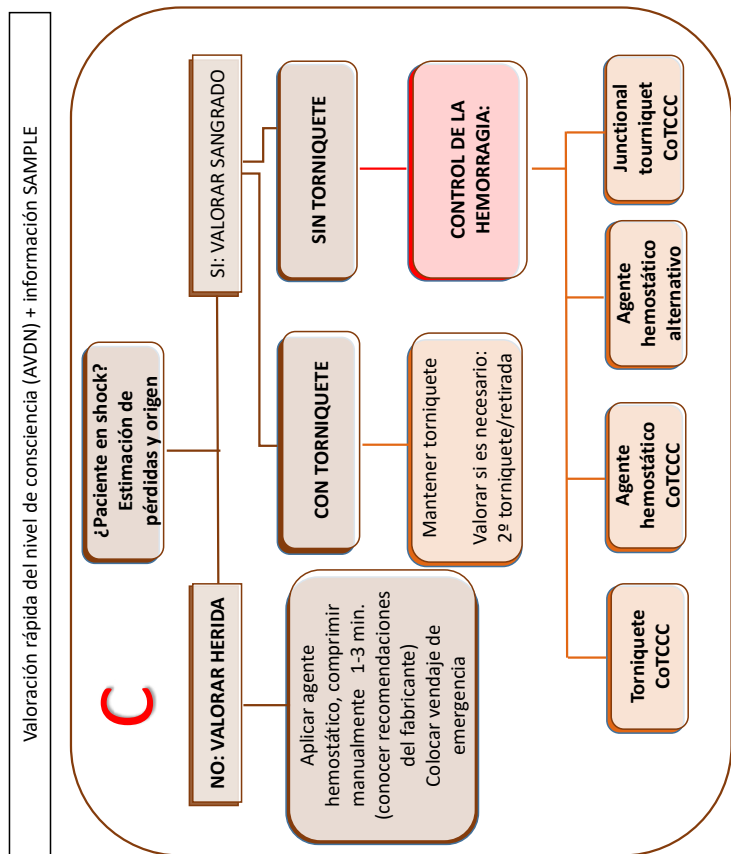 Valoración rápida del nivel de consciencia (AVDN) + información SAMPLE
C
¿Paciente en shock?
Estimación de
pérdidas y origen
NO: VALORAR HERIDA
SI: VALORAR SANGRADO
Aplicar agente
hemostático, comprimir
manualmente 1-3 min.
(conocer recomendaciones
del fabricante)
Colocar vendaje de
emergencia
CON TORNIQUETE
SIN TORNIQUETE
Mantener torniquete
Valorar si es necesario:
2º torniquete/retirada
CONTROL DE LA
HEMORRAGIA:
Torniquete
CoTCCC
Agente
hemostático
CoTCCC
Agente
hemostático
alternativo
Junctional
tourniquet
CoTCCC